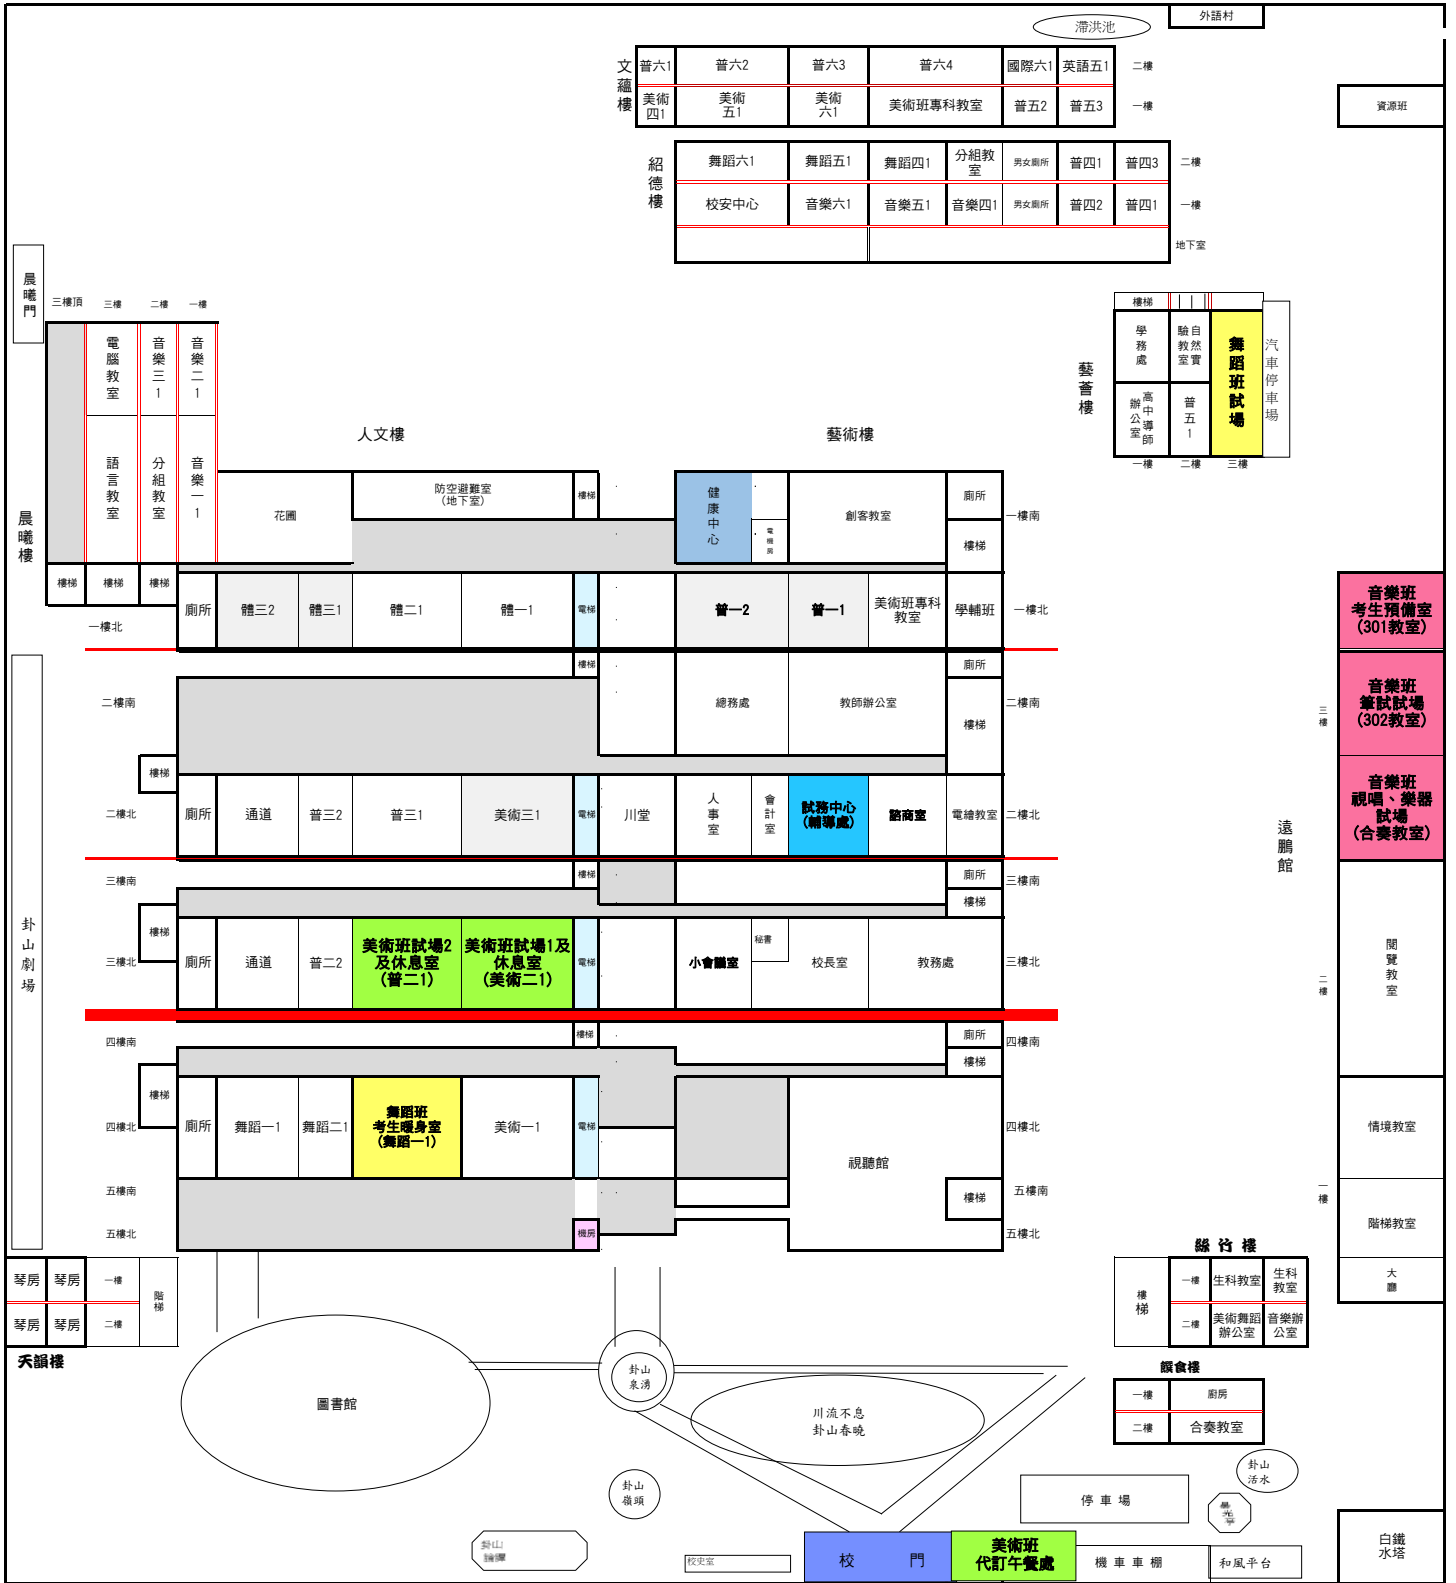 外語村
滯洪池
文蘊樓
普六1 普六2 普六3 普六4 國際六1 英語五1 二樓
美術四1 美術五1 美術六1 美術班專科教室 普五2 普五3 一樓
資源班
紹德樓
舞蹈六1 舞蹈五1 舞蹈四1 分組教室 男女廁所 普四1 普四3 二樓
校安中心 音樂六1 音樂五1 音樂四1 男女廁所 普四2 普四1 一樓
地下室
晨曦門
三樓頂 三樓 二樓 一樓
電腦教室 音樂三1 音樂二1
語言教室 分組教室 音樂一1
晨曦樓
樓梯 樓梯 樓梯
藝薈樓
樓梯
學務處 自然實驗教室 舞蹈班試場
高中導師辦公室 普五1
一樓 二樓 三樓
汽車停車場
人文樓
藝術樓
花圃
防空避難室
(地下室)
樓梯
健康中心
電機房
創客教室
廁所
樓梯
一樓南
廁所 體三2 體三1 體二1 體一1 電梯 普一2 普一1 美術班專科教室 學輔班 一樓北
一樓北
樓梯
廁所
二樓南
總務處
教師辦公室
樓梯
二樓南
樓梯
二樓北
廁所 通道 普三2 普三1 美術三1 電梯 川堂 人事室 會計室
試務中心
(輔導處)
諮商室 電繪教室 二樓北
三樓南 樓梯 廁所 三樓南
樓梯
樓梯
三樓北
廁所 通道 普二2
美術班試場2
及休息室
(普二1)
美術班試場1及
休息室
(美術二1)
電梯 小會議室 秘書 校長室 教務處 三樓北
四樓南 樓梯 廁所 四樓南
樓梯
樓梯
四樓北
廁所 舞蹈一1 舞蹈二1
舞蹈班
考生暖身室
(舞蹈一1)
美術一1 電梯 視聽館 四樓北
五樓南 樓梯 五樓南
五樓北 機房 五樓北
卦山劇場
音樂班
考生預備室
(301教室)
音樂班
筆試試場
(302教室)
三樓
音樂班
視唱、樂器
試場
(合奏教室)
遠鵬館
閱覽教室
二樓
情境教室
一樓
階梯教室
大廳
琴房 琴房 一樓 階梯
琴房 琴房 二樓
天韻樓
絲竹樓
樓梯
一樓 生科教室 生科教室
二樓 美術舞蹈辦公室 音樂辦公室
饌食樓
一樓 廚房
二樓 合奏教室
圖書館
卦山
泉湧
川流不息
卦山春曉
卦山
嶺頭
卦山
活水
停車場
卦山
校史室
校門
美術班
代訂午餐處
機車車棚
和風平台
白鐵
水塔